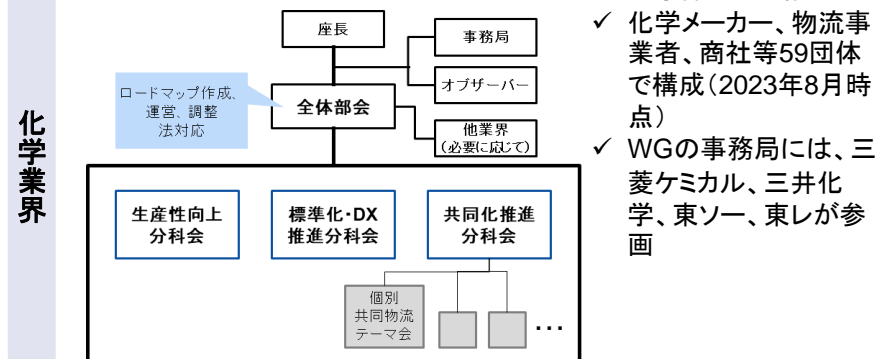 化学業界
座長
事務局
オブザーバー
ロードマップ作成、
運営、調整
法対応
全体部会
他業界
(必要に応じて)
生産性向上
分科会
標準化・DX
推進分科会
共同化推進
分科会
個別
共同物流
テーマ会
…
✓ 化学メーカー、物流事
業者、商社等59団体
で構成(2023年8月時
点)
✓ WGの事務局には、三
菱ケミカル、三井化
学、東ソー、東レが参
画